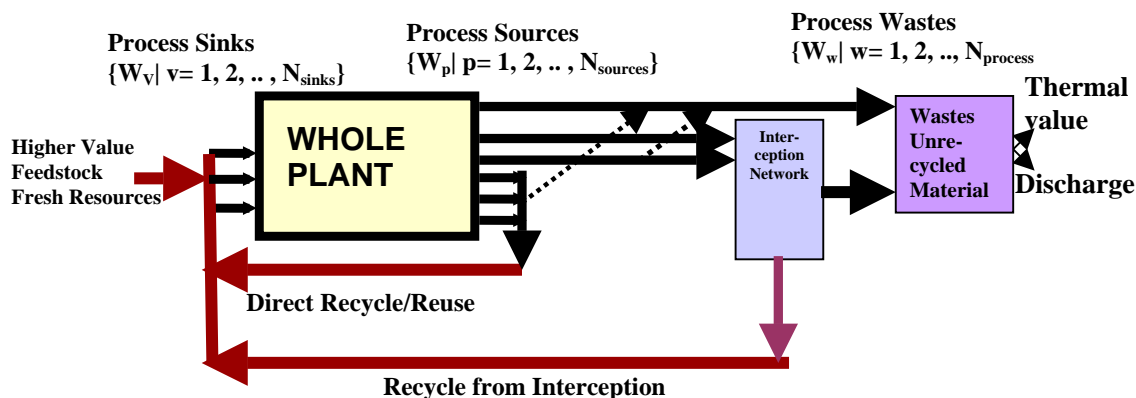 Process Sinks
{W_V| v= 1, 2, .. , N_sinks}
Process Sources
{W_p| p= 1, 2, .. , N_sources}
Process Wastes
{W_w| w= 1, 2, .., N_process
Higher Value
Feedstock
Fresh Resources
WHOLE
PLANT
Inter-
ception
Network
Wastes
Unre-
cycled
Material
Thermal
value
Discharge
Direct Recycle/Reuse
Recycle from Interception